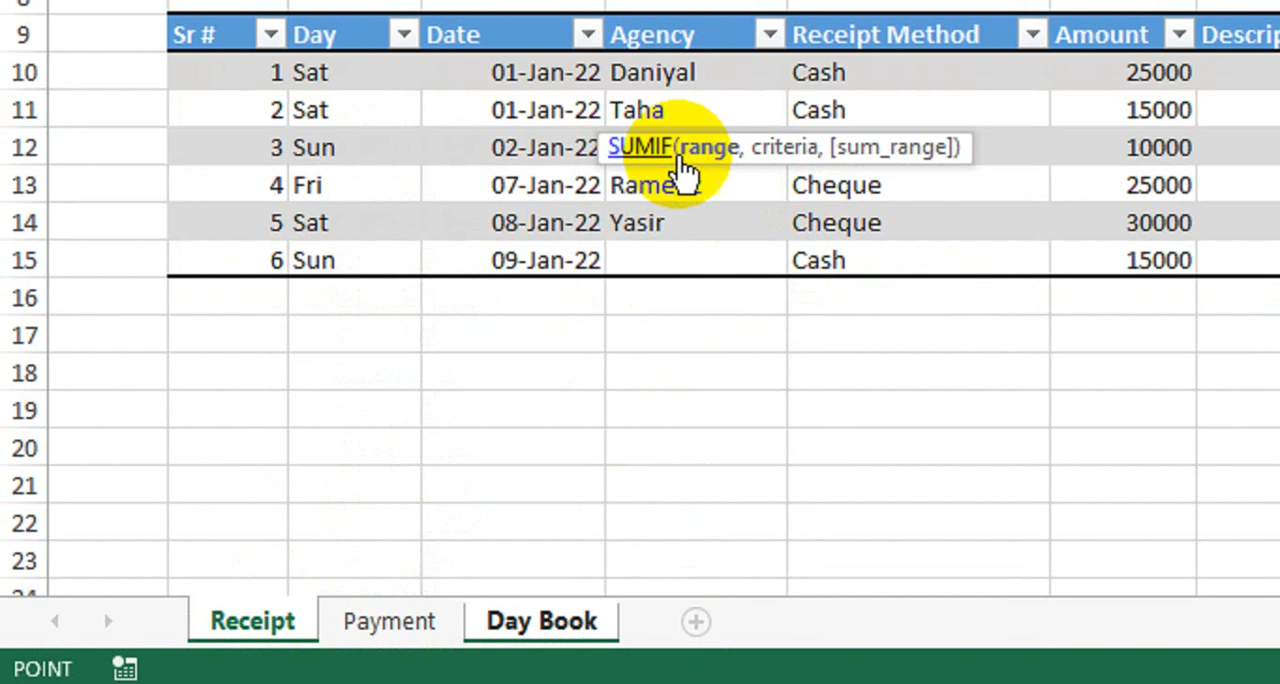 9 Sr # Day Date Agency Receipt Method Amount
10 1 Sat 01-Jan-22 Daniyal Cash 25000
11 2 Sat 01-Jan-22 Taha Cash 15000
12 3 Sun 02-Jan-22 SUMIF(range, criteria, [sum_range]) 10000
13 4 Fri 07-Jan-22 Cheque 25000
14 5 Sat 08-Jan-22 Yasir Cheque 30000
15 6 Sun 09-Jan-22 Cash 15000
16
17
18
19
20
21
22
23
Receipt Payment Day Book
POINT